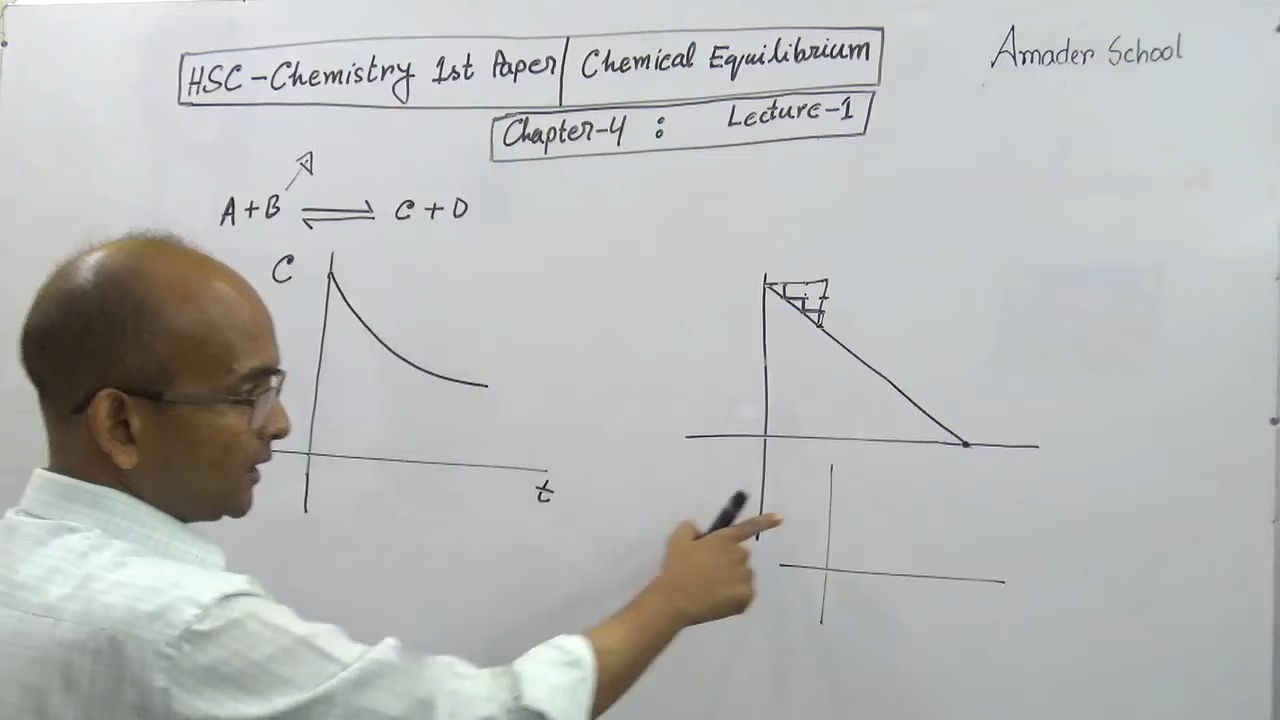 HSC-Chemistry 1st Paper | Chemical Equilibrium
Amader School
Chapter-4 : Lecture-1
A + B ⇌ C + D
C
t